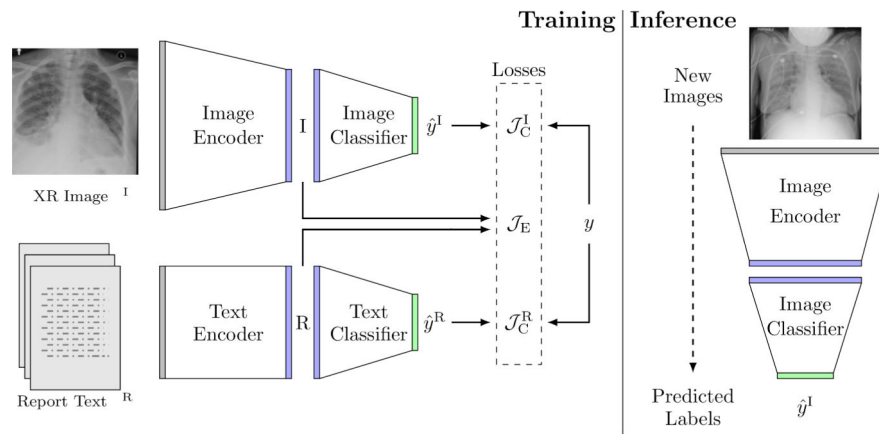 Training
Inference
Losses
Image
Encoder
I
Image
Classifier
ŷ^I
𝒥_C^I
XR Image I
𝒥_E
y
Text
Encoder
R
Text
Classifier
ŷ^R
𝒥_C^R
Report Text R
New
Images
Image
Encoder
Image
Classifier
Predicted
Labels
ŷ^I